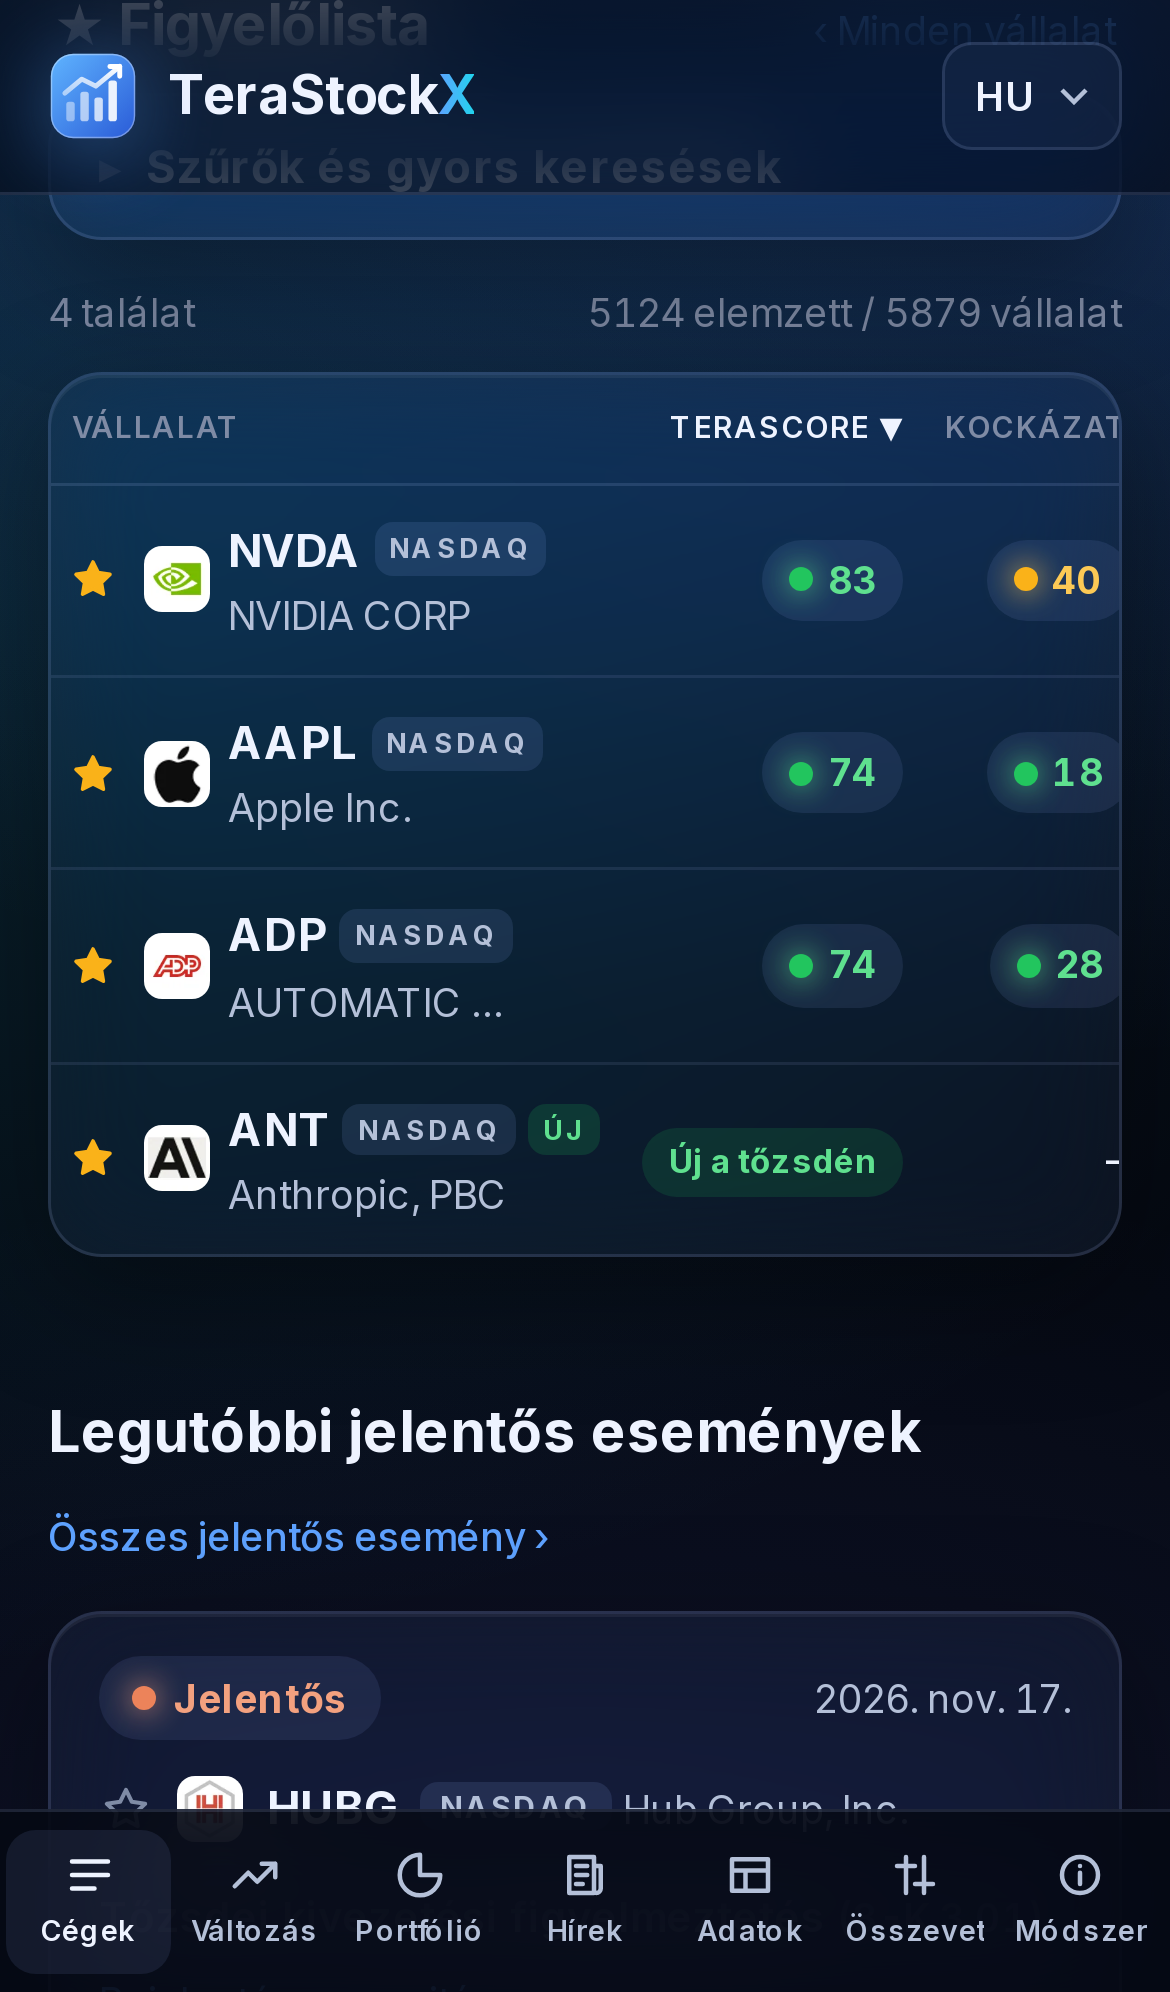 ★ Figyelőlista
‹ Minden vállalat
TeraStockX
HU
▸ Szűrők és gyors keresések
4 találat
5124 elemzett / 5879 vállalat
VÁLLALAT
TERASCORE ▼
KOCKÁZAT
NVDA NASDAQ
NVIDIA CORP
83
40
AAPL NASDAQ
Apple Inc.
74
18
ADP NASDAQ
AUTOMATIC ...
74
28
ANT NASDAQ ÚJ
Anthropic, PBC
Új a tőzsdén
–
Legutóbbi jelentős események
Összes jelentős esemény ›
Jelentős
2026. nov. 17.
HUBG NASDAQ Hub Group, Inc.
Cégek
Változás
Portfólió
Hírek
Adatok
Összevet
Módszer